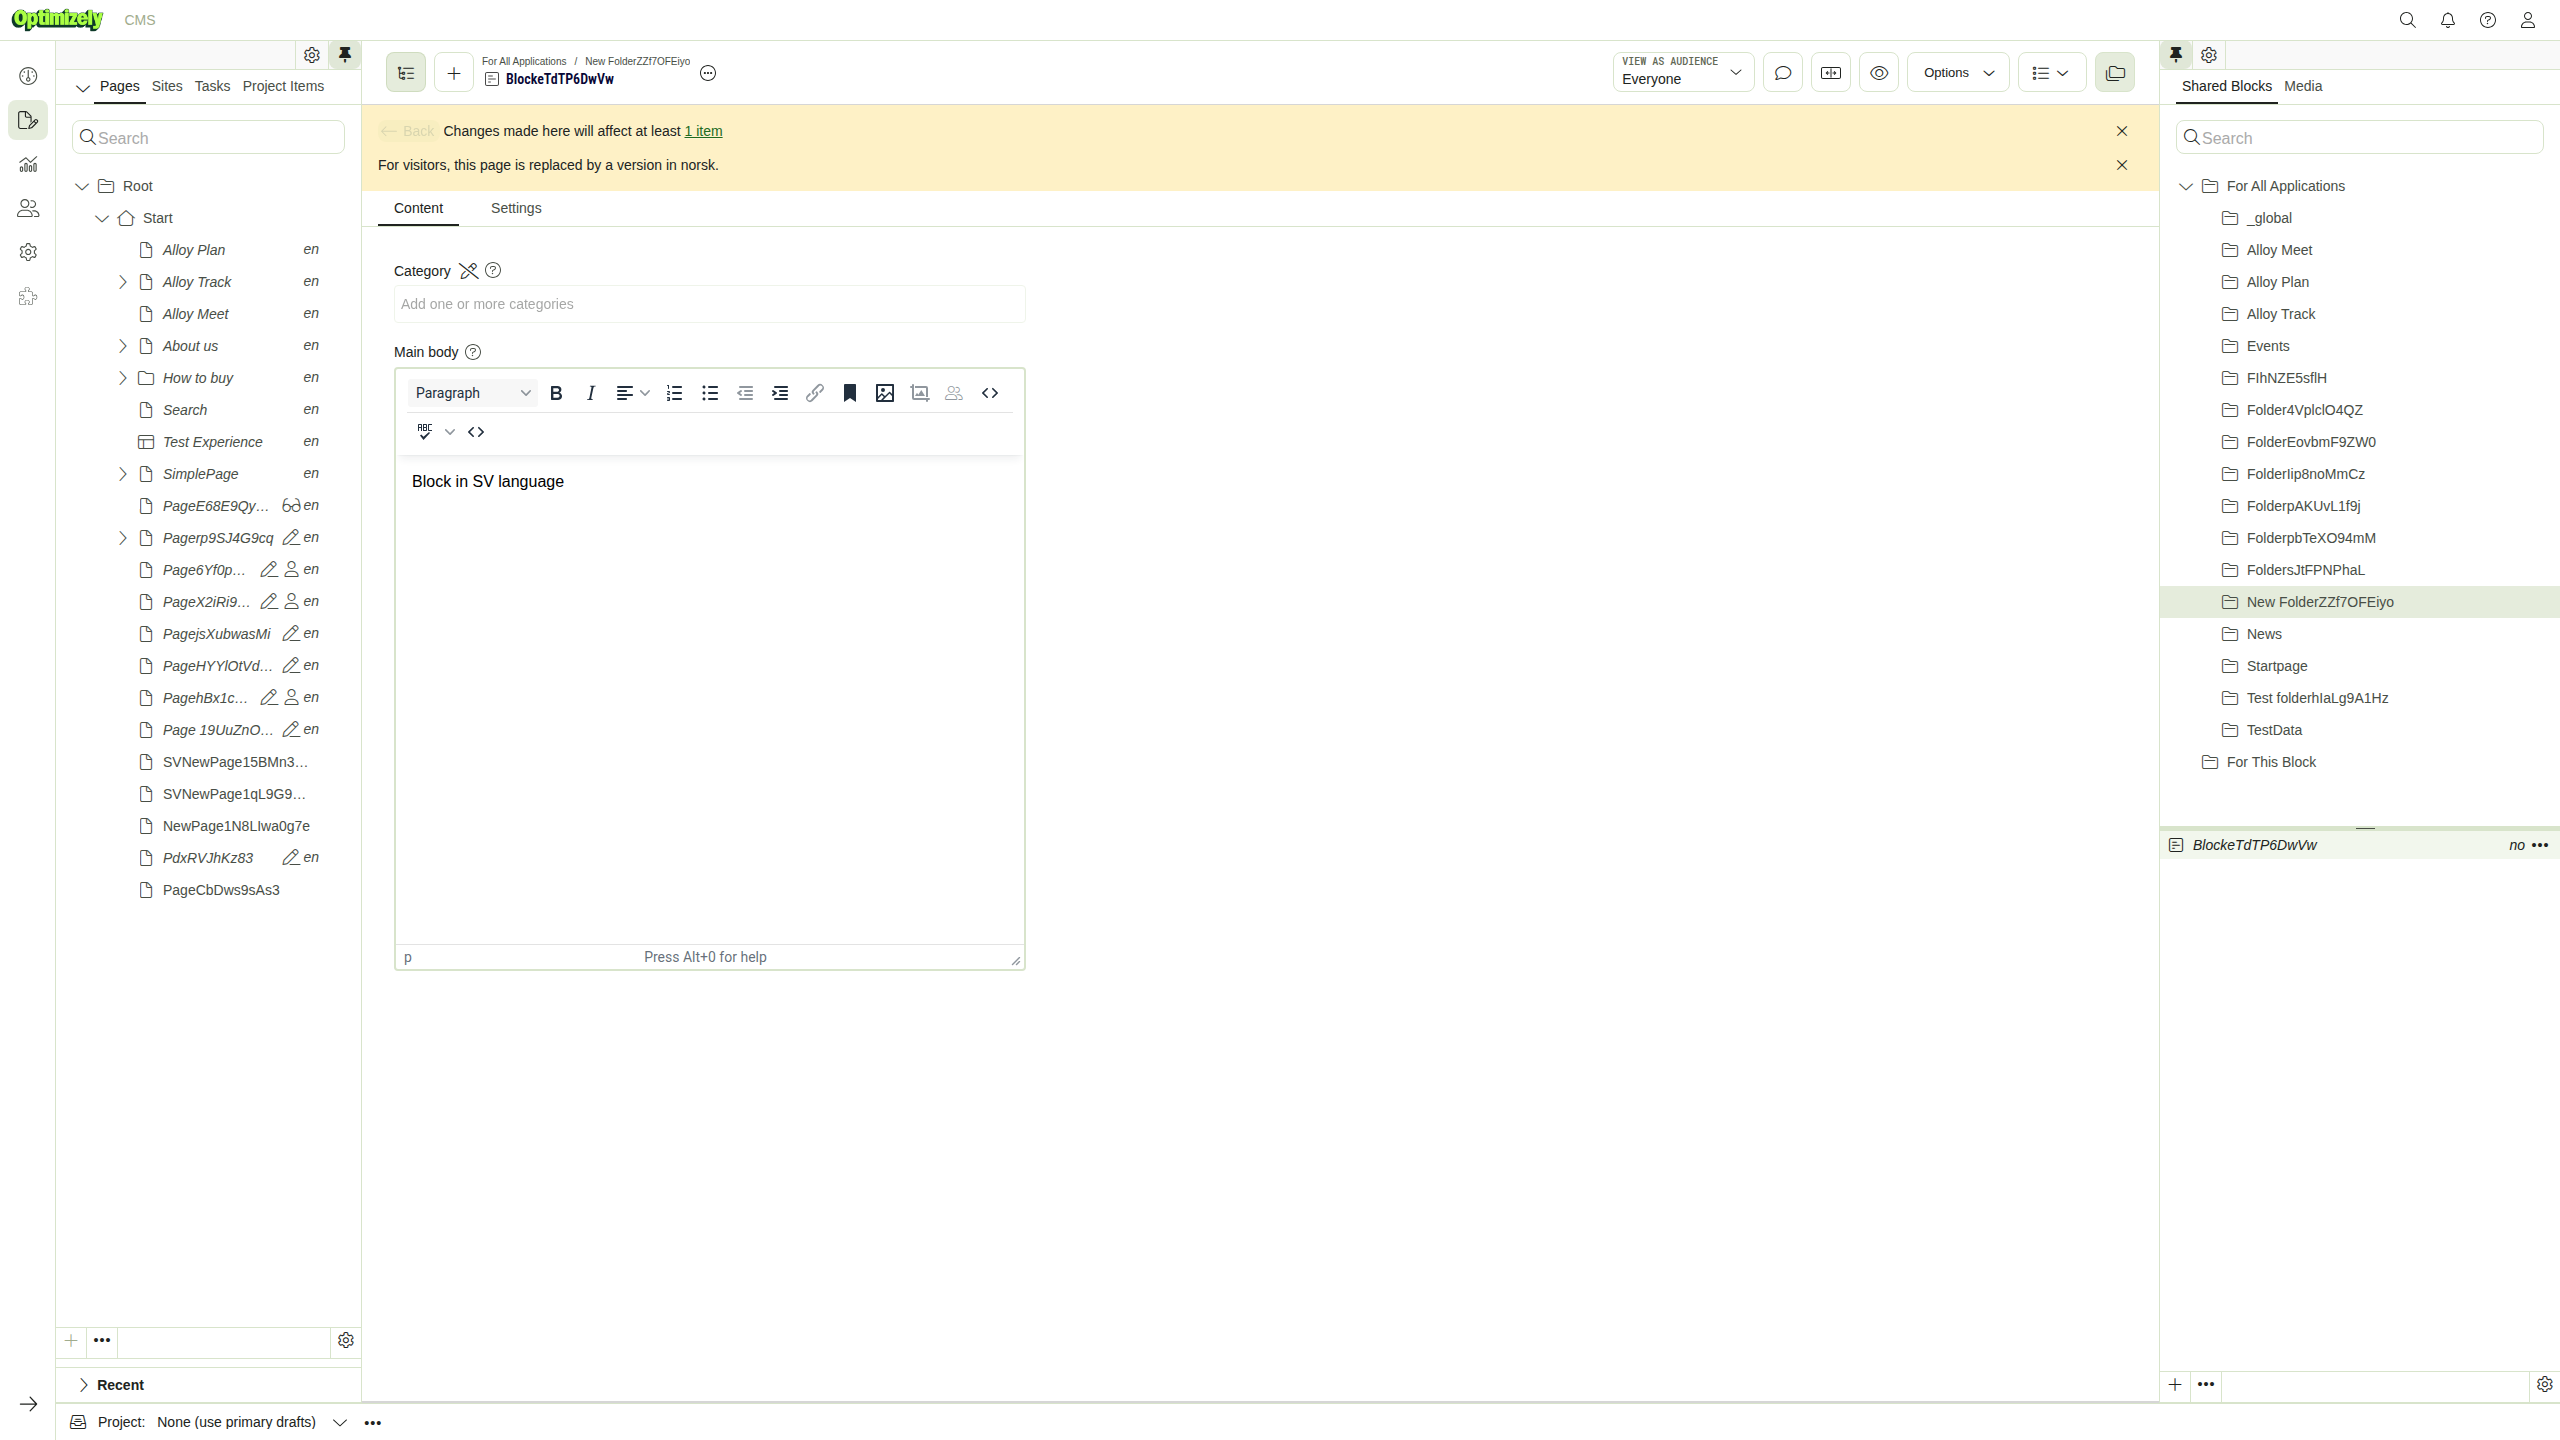 Optimizely CMS
Pages Sites Tasks Project Items
Search
Root
Start
Alloy Plan en
Alloy Track en
Alloy Meet en
About us en
How to buy en
Search en
Test Experience en
SimplePage en
PageE68E9Qy... en
Pagerp9SJ4G9cq en
Page6Yf0p... en
PageX2iRi9... en
PagejsXubwasMi en
PageHYYlOtVd... en
PagehBx1c... en
Page 19UuZnO... en
SVNewPage15BMn3...
SVNewPage1qL9G9...
NewPage1N8LIwa0g7e
PdxRVJhKz83 en
PageCbDws9sAs3
Recent
Project: None (use primary drafts)
For All Applications / New FolderZZf7OFEiyo
BlockeTdTP6DwVw
VIEW AS AUDIENCE
Everyone
Options
Back Changes made here will affect at least 1 item
For visitors, this page is replaced by a version in norsk.
Content Settings
Category
Add one or more categories
Main body
Paragraph
ABC
Block in SV language
p Press Alt+0 for help
Shared Blocks Media
Search
For All Applications
_global
Alloy Meet
Alloy Plan
Alloy Track
Events
FIhNZE5sflH
Folder4VplclO4QZ
FolderEovbmF9ZW0
FolderIip8noMmCz
FolderpAKUvL1f9j
FolderpbTeXO94mM
FoldersJtFPNPhaL
New FolderZZf7OFEiyo
News
Startpage
Test folderhIaLg9A1Hz
TestData
For This Block
BlockeTdTP6DwVw no